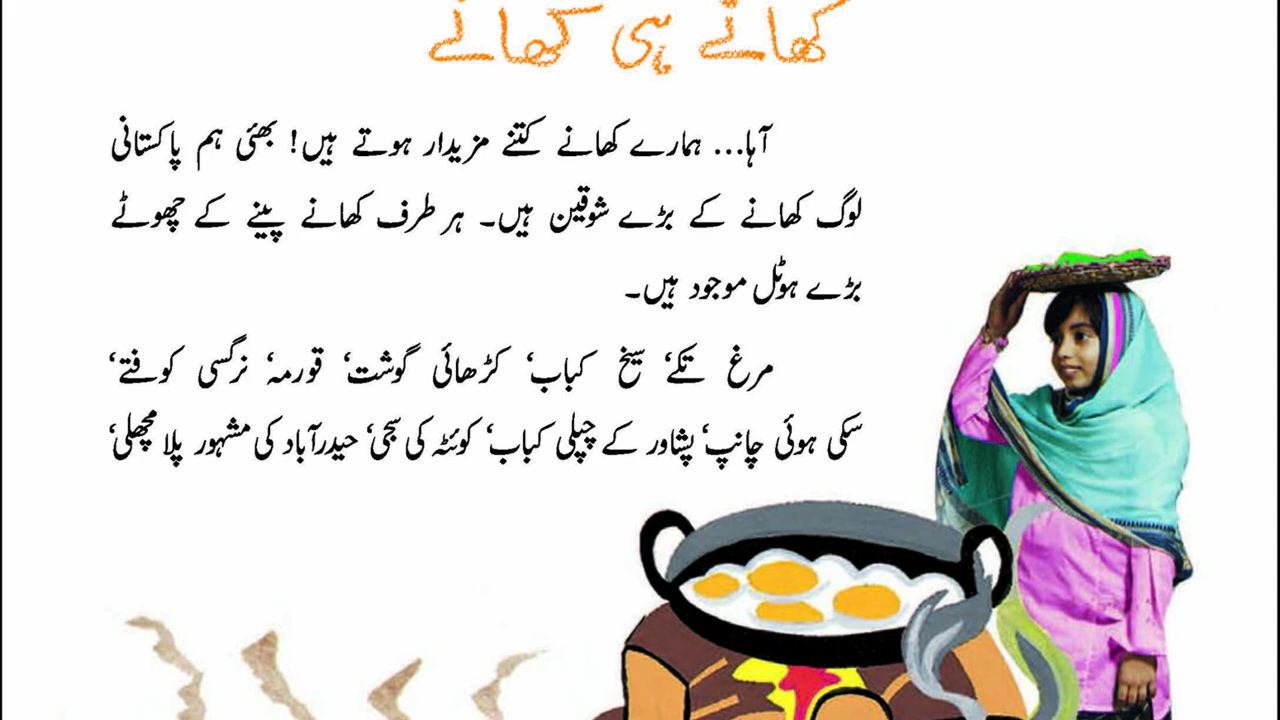 کھانے ہی کھانے
آہا... ہمارے کھانے کتنے مزیدار ہوتے ہیں! بھئی ہم پاکستانی
لوگ کھانے کے بڑے شوقین ہیں۔ ہر طرف کھانے پینے کے چھوٹے
بڑے ہوٹل موجود ہیں۔
مرغ تکے‘ سیخ کباب‘ کڑھائی گوشت‘ قورمہ‘ نرگسی کوفتے‘
سکی ہوئی چانپ‘ پشاور کے چپلی کباب‘ کوئٹہ کی سجی‘ حیدرآباد کی مشہور پلا مچھلی‘